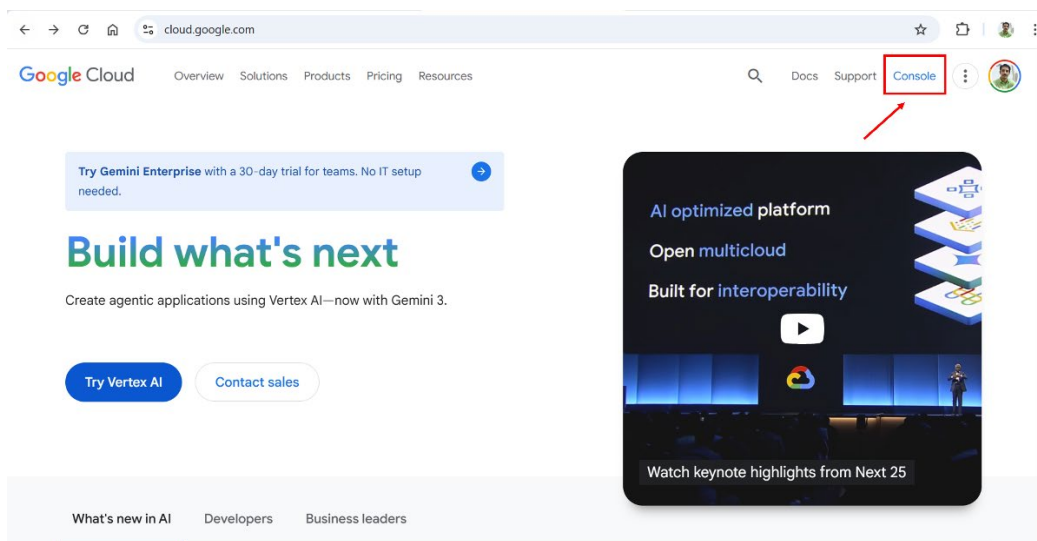 cloud.google.com
Google Cloud Overview Solutions Products Pricing Resources Docs Support Console
Try Gemini Enterprise with a 30-day trial for teams. No IT setup
needed.
Build what's next
Create agentic applications using Vertex AI—now with Gemini 3.
Try Vertex AI Contact sales
AI optimized platform
Open multicloud
Built for interoperability
Watch keynote highlights from Next 25
What's new in AI Developers Business leaders